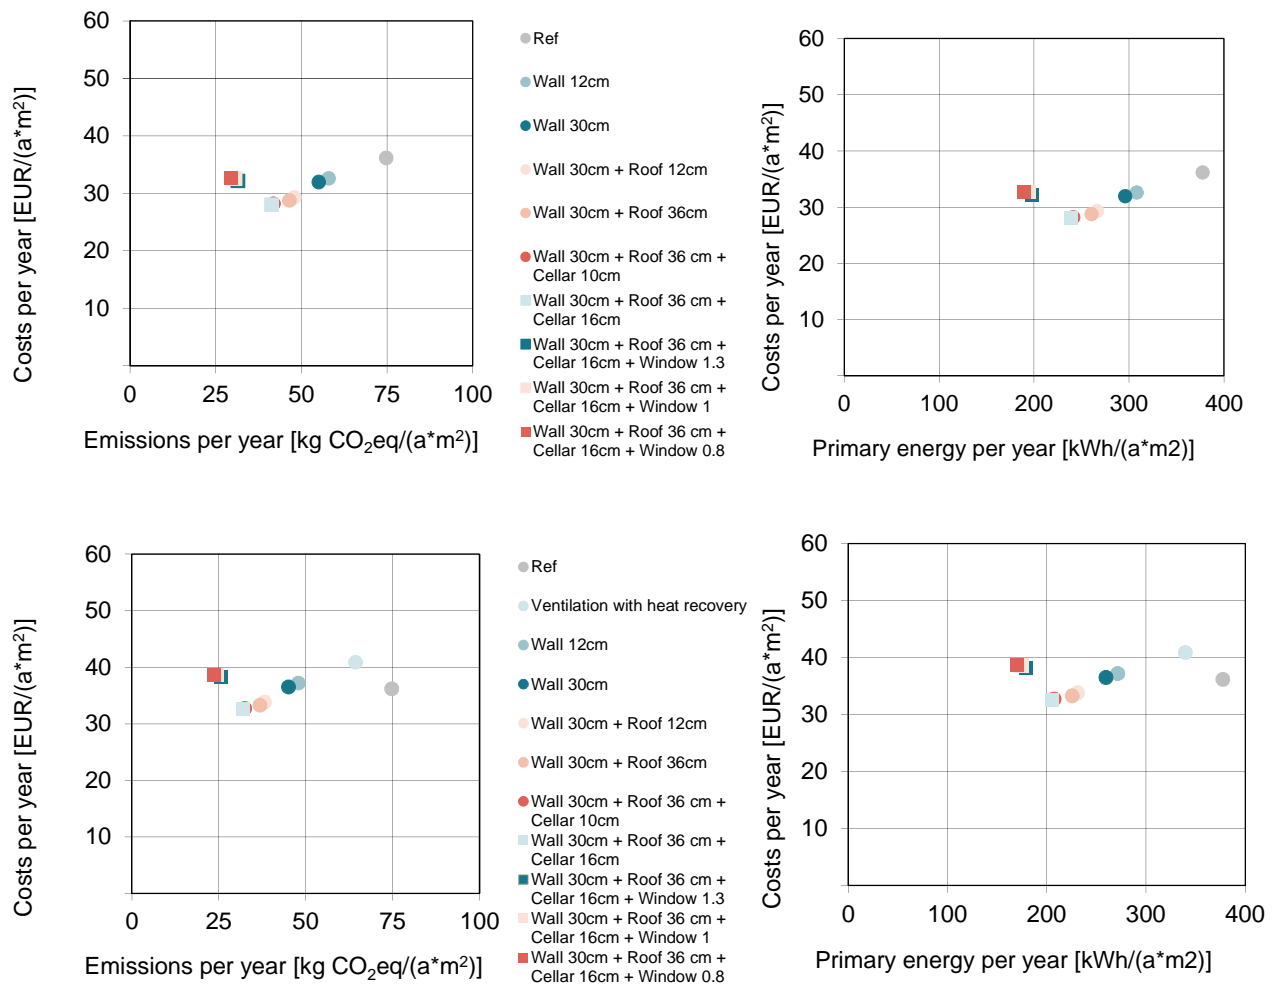 60
50
40
30
20
10
0
25
50
75
100
Costs per year [EUR/(a*m²)]
Emissions per year [kg CO₂eq/(a*m²)]
Ref
Wall 12cm
Wall 30cm
Wall 30cm + Roof 12cm
Wall 30cm + Roof 36cm
Wall 30cm + Roof 36 cm +
Cellar 10cm
Wall 30cm + Roof 36 cm +
Cellar 16cm
Wall 30cm + Roof 36 cm +
Cellar 16cm + Window 1.3
Wall 30cm + Roof 36 cm +
Cellar 16cm + Window 1
Wall 30cm + Roof 36 cm +
Cellar 16cm + Window 0.8
60
50
40
30
20
10
0
100
200
300
400
Costs per year [EUR/(a*m²)]
Primary energy per year [kWh/(a*m2)]
60
50
40
30
20
10
0
25
50
75
100
Costs per year [EUR/(a*m²)]
Emissions per year [kg CO₂eq/(a*m²)]
Ref
Ventilation with heat recovery
Wall 12cm
Wall 30cm
Wall 30cm + Roof 12cm
Wall 30cm + Roof 36cm
Wall 30cm + Roof 36 cm +
Cellar 10cm
Wall 30cm + Roof 36 cm +
Cellar 16cm
Wall 30cm + Roof 36 cm +
Cellar 16cm + Window 1.3
Wall 30cm + Roof 36 cm +
Cellar 16cm + Window 1
Wall 30cm + Roof 36 cm +
Cellar 16cm + Window 0.8
60
50
40
30
20
10
0
100
200
300
400
Costs per year [EUR/(a*m²)]
Primary energy per year [kWh/(a*m2)]